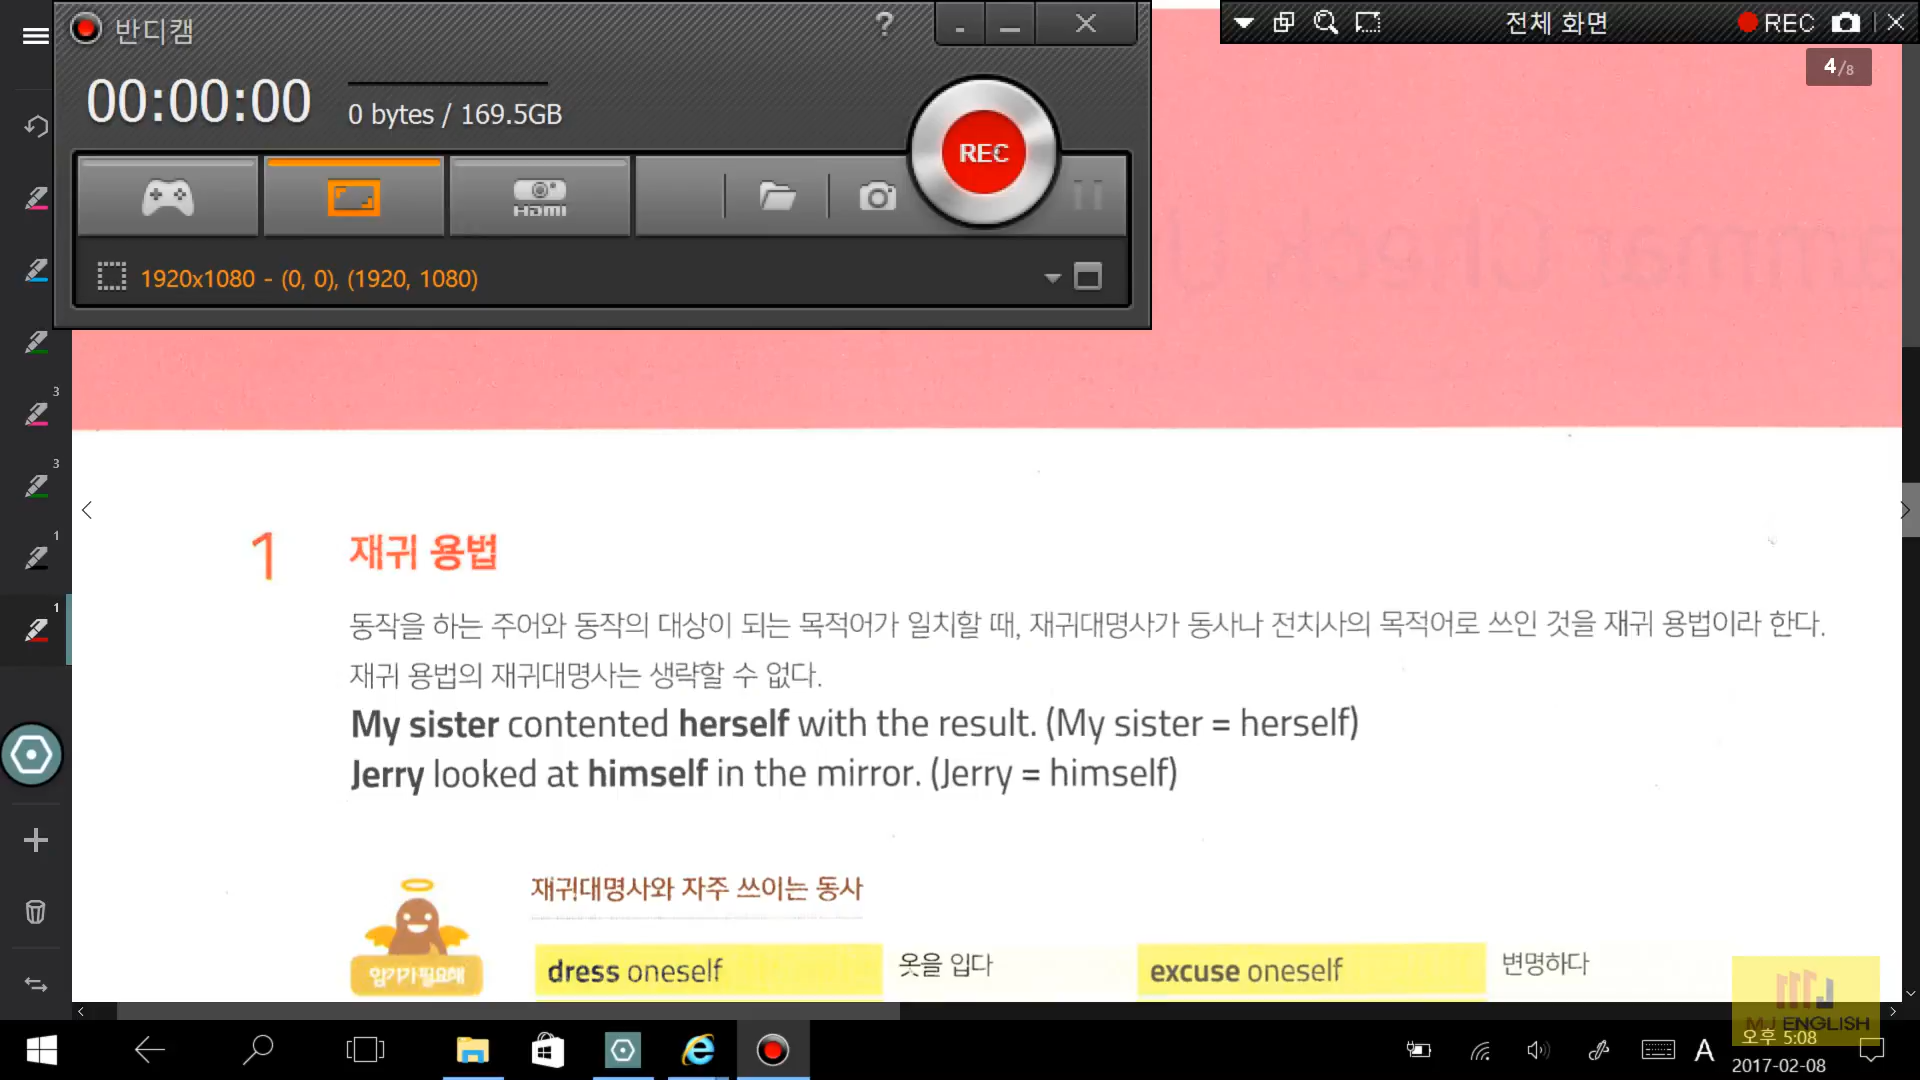 반디캠
?
00:00:00
0 bytes / 169.5GB
REC
HDMI
1920x1080 - (0, 0), (1920, 1080)
전체 화면
REC
4/8
3
3
1
1
1 재귀 용법
동작을 하는 주어와 동작의 대상이 되는 목적어가 일치할 때, 재귀대명사가 동사나 전치사의 목적어로 쓰인 것을 재귀 용법이라 한다.
재귀 용법의 재귀대명사는 생략할 수 없다.
My sister contented herself with the result. (My sister = herself)
Jerry looked at himself in the mirror. (Jerry = himself)
재귀대명사와 자주 쓰이는 동사
암기가 필요해
dress oneself 옷을 입다 excuse oneself 변명하다
MJ ENGLISH
A
오후 5:08
2017-02-08